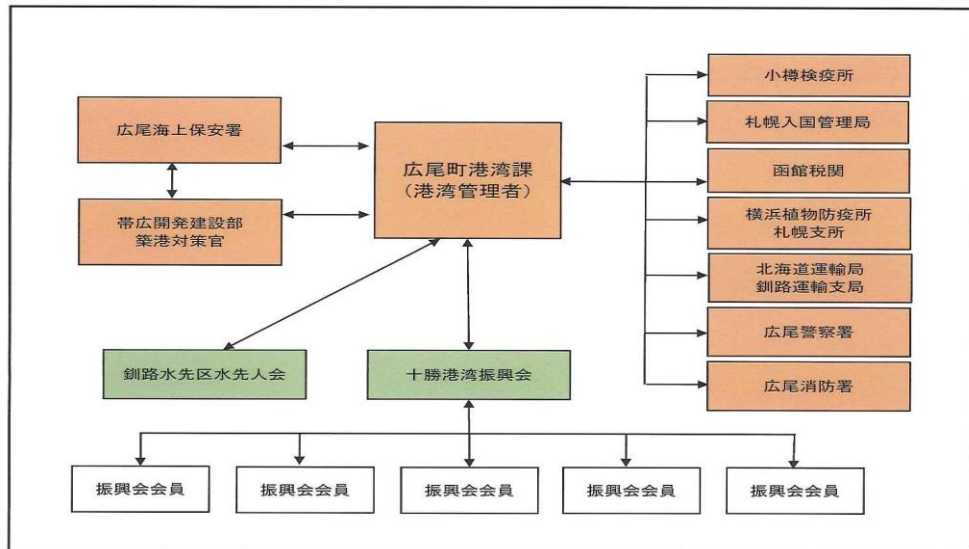 広尾海上保安署
帯広開発建設部
築港対策官
広尾町港湾課
(港湾管理者)
小樽検疫所
札幌入国管理局
函館税関
横浜植物防疫所
札幌支所
北海道運輸局
釧路運輸支局
広尾警察署
広尾消防署
釧路水先区水先人会
十勝港湾振興会
振興会会員
振興会会員
振興会会員
振興会会員
振興会会員